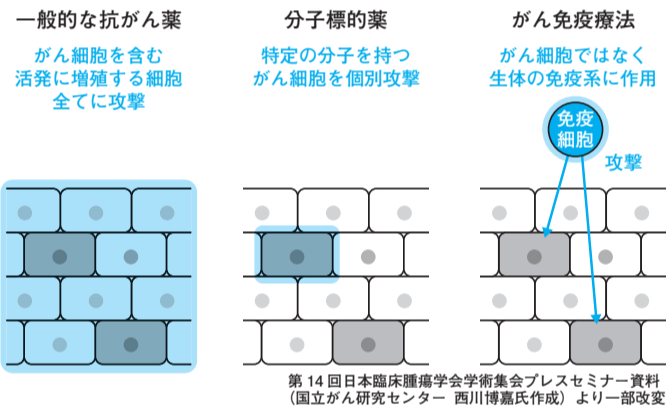 一般的な抗がん薬
がん細胞を含む
活発に増殖する細胞
全てに攻撃
分子標的薬
特定の分子を持つ
がん細胞を個別攻撃
がん免疫療法
がん細胞ではなく
生体の免疫系に作用
免疫
細胞
攻撃
第14回日本臨床腫瘍学会学術集会プレスセミナー資料
（国立がん研究センター 西川博嘉氏作成）より一部改変